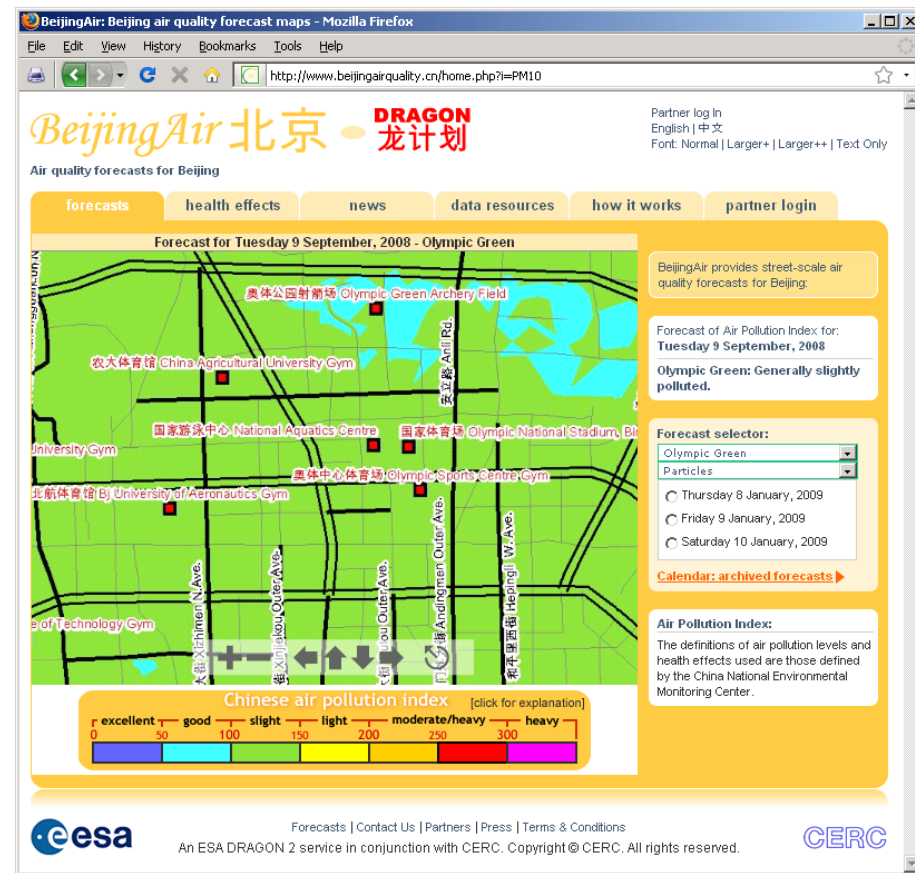 BeijingAir: Beijing air quality forecast maps - Mozilla Firefox
File Edit View History Bookmarks Tools Help
http://www.beijingairquality.cn/home.php?i=PM10
BeijingAir 北京
DRAGON
龙计划
Partner log In
English | 中文
Font: Normal | Larger+ | Larger++ | Text Only
Air quality forecasts for Beijing
forecasts health effects news data resources how it works partner login
Forecast for Tuesday 9 September, 2008 - Olympic Green
奥体公园射箭场 Olympic Green Archery Field
安立路 Anli Rd.
农大体育馆 China Agricultural University Gym
国家游泳中心 National Aquatics Centre
国家体育场 Olympic National Stadium, Bir
University Gym
奥体中心体育场 Olympic Sports Centre Gym
北航体育馆 Bj University of Aeronautics Gym
e of Technology Gym
大街 Xizhimen N.Ave.
大街 Xinjiekou Outer Ave.
Outer Ave.
Andingmen Outer Ave.
和平里西街 Hepingli W. Ave.
Chinese air pollution index [click for explanation]
excellent good slight light moderate/heavy heavy
0 50 100 150 200 250 300
BeijingAir provides street-scale air
quality forecasts for Beijing:
Forecast of Air Pollution Index for:
Tuesday 9 September, 2008
Olympic Green: Generally slightly
polluted.
Forecast selector:
Olympic Green
Particles
Thursday 8 January, 2009
Friday 9 January, 2009
Saturday 10 January, 2009
Calendar: archived forecasts
Air Pollution Index:
The definitions of air pollution levels and
health effects used are those defined
by the China National Environmental
Monitoring Center.
esa
Forecasts | Contact Us | Partners | Press | Terms & Conditions
An ESA DRAGON 2 service in conjunction with CERC. Copyright © CERC. All rights reserved.
CERC